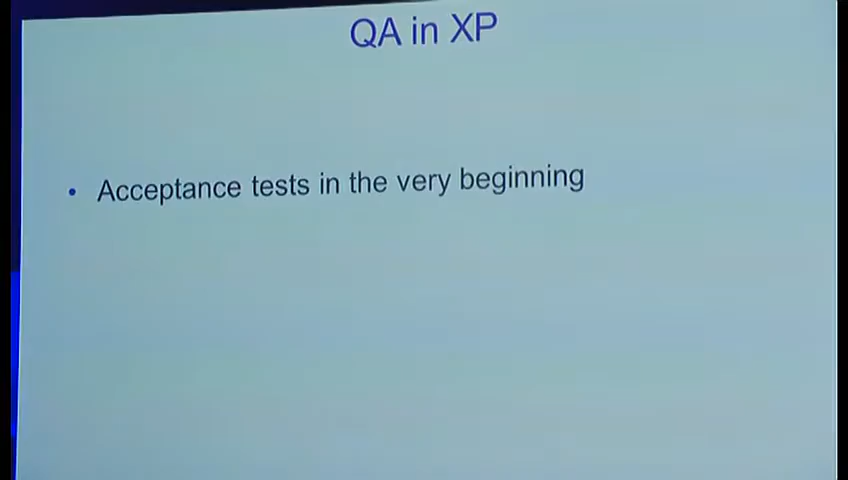 QA in XP
• Acceptance tests in the very beginning